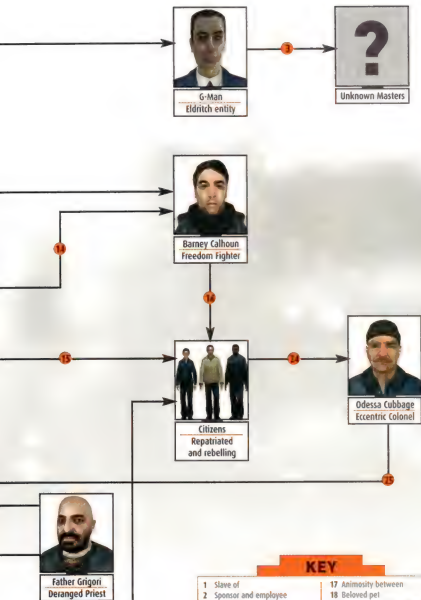 3
?
G-Man
Eldritch entity
Unknown Masters
14
Barney Calhoun
Freedom Fighter
14
15
24
Citizens
Repatriated
and rebelling
Odessa Cubbage
Eccentric Colonel
25
Father Grigori
Deranged Priest
KEY
1 Slave of
2 Sponsor and employee
17 Animosity between
18 Beloved pet